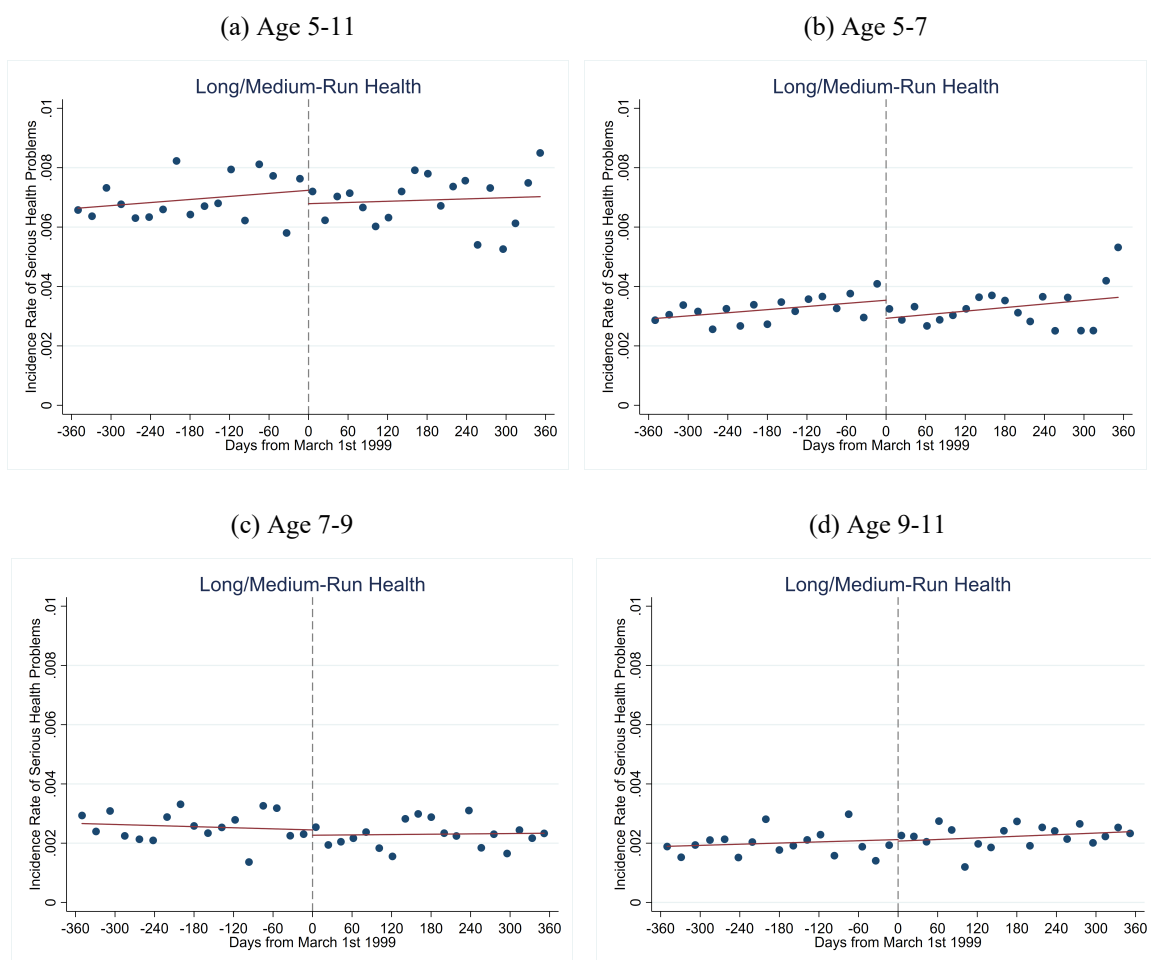 (a) Age 5-11
Long/Medium-Run Health
Incidence Rate of Serious Health Problems
.01
.008
.006
.004
.002
0
-360 -300 -240 -180 -120 -60 0 60 120 180 240 300 360
Days from March 1st 1999
(b) Age 5-7
Long/Medium-Run Health
Incidence Rate of Serious Health Problems
.01
.008
.006
.004
.002
0
-360 -300 -240 -180 -120 -60 0 60 120 180 240 300 360
Days from March 1st 1999
(c) Age 7-9
Long/Medium-Run Health
Incidence Rate of Serious Health Problems
.01
.008
.006
.004
.002
0
-360 -300 -240 -180 -120 -60 0 60 120 180 240 300 360
Days from March 1st 1999
(d) Age 9-11
Long/Medium-Run Health
Incidence Rate of Serious Health Problems
.01
.008
.006
.004
.002
0
-360 -300 -240 -180 -120 -60 0 60 120 180 240 300 360
Days from March 1st 1999